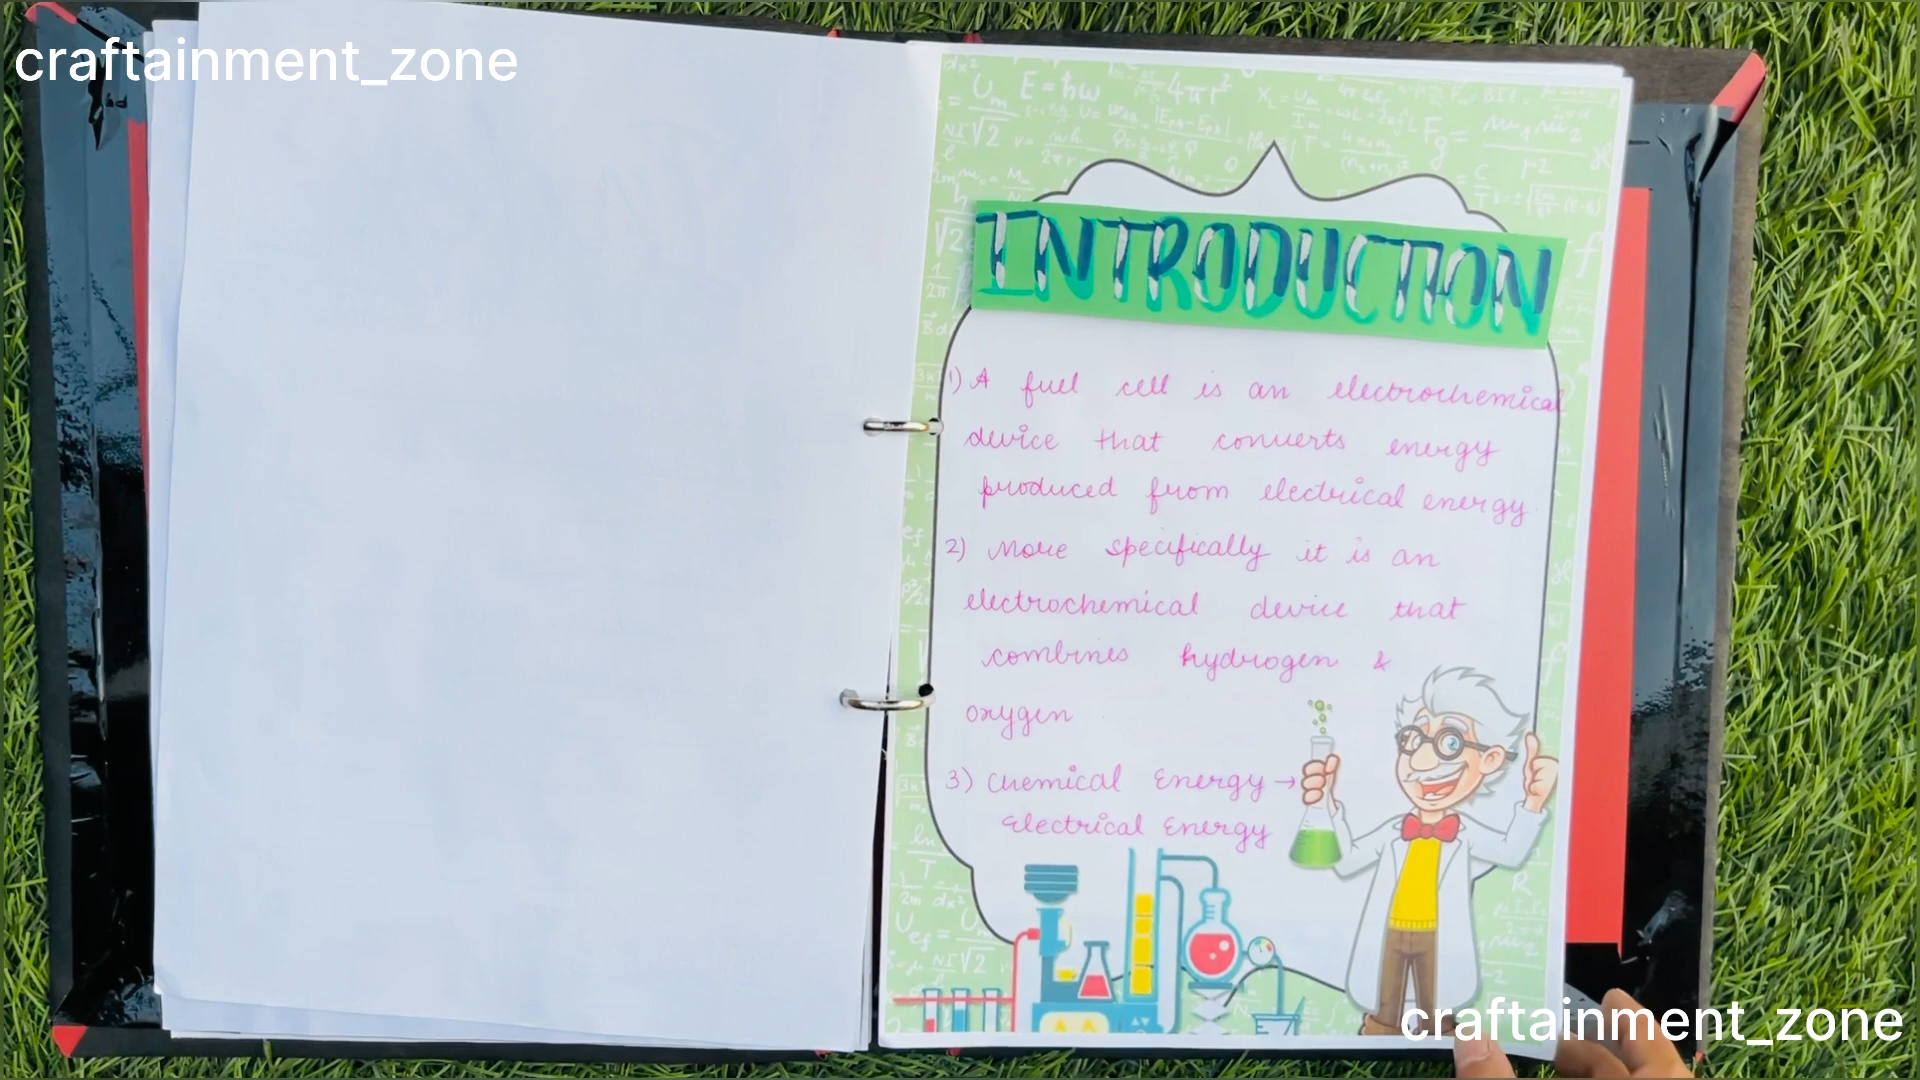 craftainment_zone
INTRODUCTION
1) A fuel cell is an electrochemical
device that converts energy
produced from electrical energy
2) More specifically it is an
electrochemical device that
combines hydrogen &
oxygen
3) Chemical Energy →
Electrical Energy
craftainment_zone